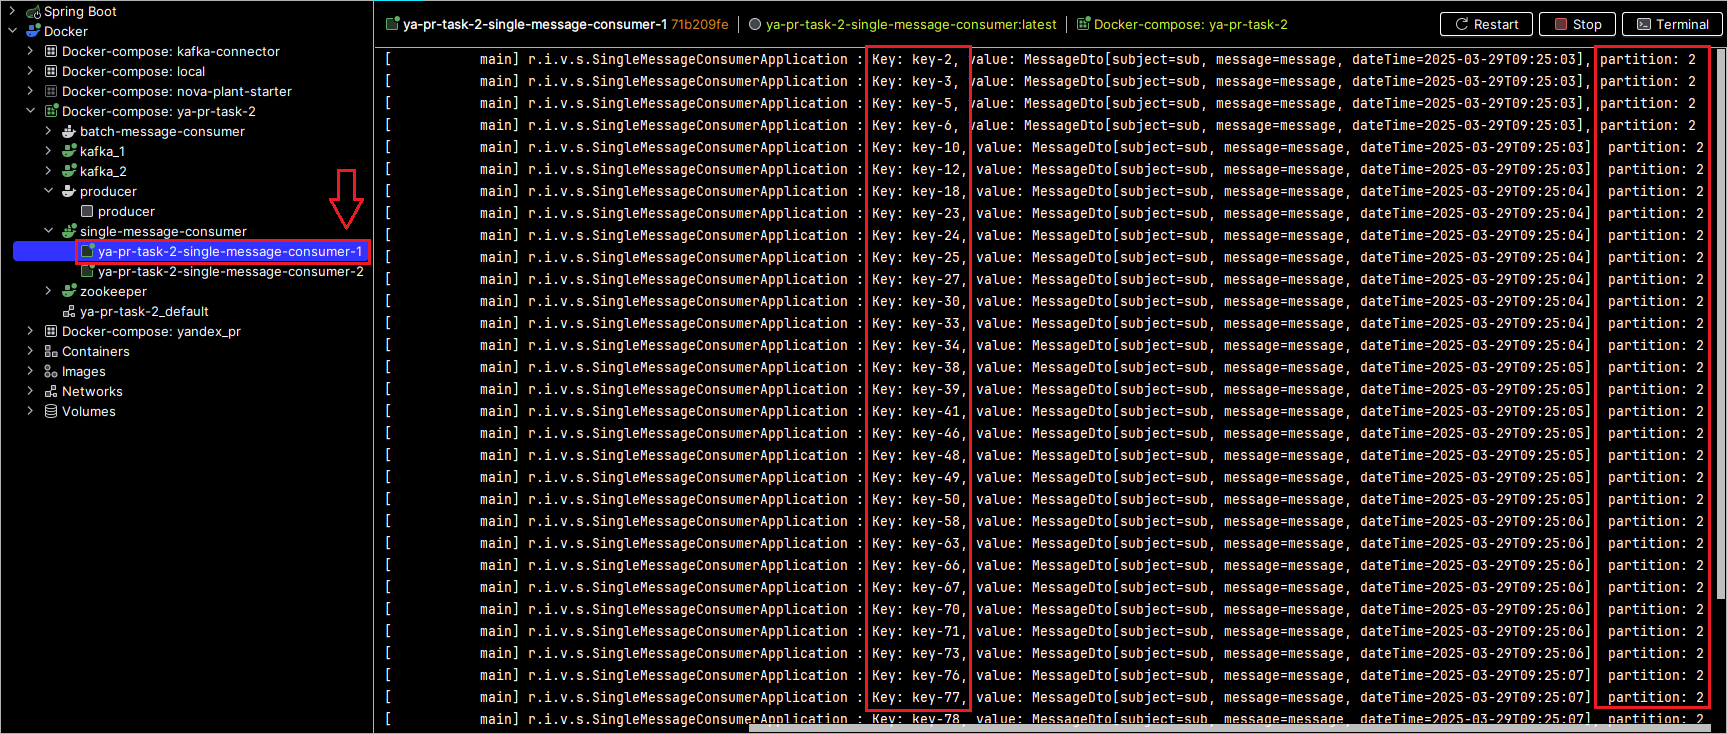 Spring Boot
Docker
Docker-compose: kafka-connector
Docker-compose: local
Docker-compose: nova-plant-starter
Docker-compose: ya-pr-task-2
batch-message-consumer
kafka_1
kafka_2
producer
producer
single-message-consumer
ya-pr-task-2-single-message-consumer-1
ya-pr-task-2-single-message-consumer-2
zookeeper
ya-pr-task-2_default
Docker-compose: yandex_pr
Containers
Images
Networks
Volumes
ya-pr-task-2-single-message-consumer-1 71b209fe ya-pr-task-2-single-message-consumer:latest Docker-compose: ya-pr-task-2 Restart Stop Terminal
[ main] r.i.v.s.SingleMessageConsumerApplication : Key: key-2, value: MessageDto[subject=sub, message=message, dateTime=2025-03-29T09:25:03], partition: 2
[ main] r.i.v.s.SingleMessageConsumerApplication : Key: key-3, value: MessageDto[subject=sub, message=message, dateTime=2025-03-29T09:25:03], partition: 2
[ main] r.i.v.s.SingleMessageConsumerApplication : Key: key-5, value: MessageDto[subject=sub, message=message, dateTime=2025-03-29T09:25:03], partition: 2
[ main] r.i.v.s.SingleMessageConsumerApplication : Key: key-6, value: MessageDto[subject=sub, message=message, dateTime=2025-03-29T09:25:03], partition: 2
[ main] r.i.v.s.SingleMessageConsumerApplication : Key: key-10, value: MessageDto[subject=sub, message=message, dateTime=2025-03-29T09:25:03] partition: 2
[ main] r.i.v.s.SingleMessageConsumerApplication : Key: key-12, value: MessageDto[subject=sub, message=message, dateTime=2025-03-29T09:25:03] partition: 2
[ main] r.i.v.s.SingleMessageConsumerApplication : Key: key-18, value: MessageDto[subject=sub, message=message, dateTime=2025-03-29T09:25:04] partition: 2
[ main] r.i.v.s.SingleMessageConsumerApplication : Key: key-23, value: MessageDto[subject=sub, message=message, dateTime=2025-03-29T09:25:04] partition: 2
[ main] r.i.v.s.SingleMessageConsumerApplication : Key: key-24, value: MessageDto[subject=sub, message=message, dateTime=2025-03-29T09:25:04] partition: 2
[ main] r.i.v.s.SingleMessageConsumerApplication : Key: key-25, value: MessageDto[subject=sub, message=message, dateTime=2025-03-29T09:25:04] partition: 2
[ main] r.i.v.s.SingleMessageConsumerApplication : Key: key-27, value: MessageDto[subject=sub, message=message, dateTime=2025-03-29T09:25:04] partition: 2
[ main] r.i.v.s.SingleMessageConsumerApplication : Key: key-30, value: MessageDto[subject=sub, message=message, dateTime=2025-03-29T09:25:04] partition: 2
[ main] r.i.v.s.SingleMessageConsumerApplication : Key: key-33, value: MessageDto[subject=sub, message=message, dateTime=2025-03-29T09:25:04] partition: 2
[ main] r.i.v.s.SingleMessageConsumerApplication : Key: key-34, value: MessageDto[subject=sub, message=message, dateTime=2025-03-29T09:25:04] partition: 2
[ main] r.i.v.s.SingleMessageConsumerApplication : Key: key-38, value: MessageDto[subject=sub, message=message, dateTime=2025-03-29T09:25:05] partition: 2
[ main] r.i.v.s.SingleMessageConsumerApplication : Key: key-39, value: MessageDto[subject=sub, message=message, dateTime=2025-03-29T09:25:05] partition: 2
[ main] r.i.v.s.SingleMessageConsumerApplication : Key: key-41, value: MessageDto[subject=sub, message=message, dateTime=2025-03-29T09:25:05] partition: 2
[ main] r.i.v.s.SingleMessageConsumerApplication : Key: key-46, value: MessageDto[subject=sub, message=message, dateTime=2025-03-29T09:25:05] partition: 2
[ main] r.i.v.s.SingleMessageConsumerApplication : Key: key-48, value: MessageDto[subject=sub, message=message, dateTime=2025-03-29T09:25:05] partition: 2
[ main] r.i.v.s.SingleMessageConsumerApplication : Key: key-49, value: MessageDto[subject=sub, message=message, dateTime=2025-03-29T09:25:05] partition: 2
[ main] r.i.v.s.SingleMessageConsumerApplication : Key: key-50, value: MessageDto[subject=sub, message=message, dateTime=2025-03-29T09:25:05] partition: 2
[ main] r.i.v.s.SingleMessageConsumerApplication : Key: key-58, value: MessageDto[subject=sub, message=message, dateTime=2025-03-29T09:25:06] partition: 2
[ main] r.i.v.s.SingleMessageConsumerApplication : Key: key-63, value: MessageDto[subject=sub, message=message, dateTime=2025-03-29T09:25:06] partition: 2
[ main] r.i.v.s.SingleMessageConsumerApplication : Key: key-66, value: MessageDto[subject=sub, message=message, dateTime=2025-03-29T09:25:06] partition: 2
[ main] r.i.v.s.SingleMessageConsumerApplication : Key: key-67, value: MessageDto[subject=sub, message=message, dateTime=2025-03-29T09:25:06] partition: 2
[ main] r.i.v.s.SingleMessageConsumerApplication : Key: key-70, value: MessageDto[subject=sub, message=message, dateTime=2025-03-29T09:25:06] partition: 2
[ main] r.i.v.s.SingleMessageConsumerApplication : Key: key-71, value: MessageDto[subject=sub, message=message, dateTime=2025-03-29T09:25:06] partition: 2
[ main] r.i.v.s.SingleMessageConsumerApplication : Key: key-73, value: MessageDto[subject=sub, message=message, dateTime=2025-03-29T09:25:06] partition: 2
[ main] r.i.v.s.SingleMessageConsumerApplication : Key: key-76, value: MessageDto[subject=sub, message=message, dateTime=2025-03-29T09:25:07] partition: 2
[ main] r.i.v.s.SingleMessageConsumerApplication : Key: key-77, value: MessageDto[subject=sub, message=message, dateTime=2025-03-29T09:25:07] partition: 2
[ main] r.i.v.s.SingleMessageConsumerApplication : Key: key-78, value: MessageDto[subject=sub, message=message, dateTime=2025-03-29T09:25:07], partition: 2